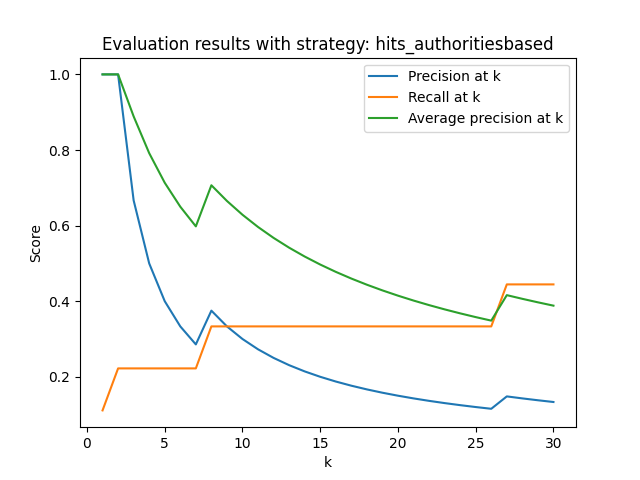 Evaluation results with strategy: hits_authoritiesbased
Precision at k
Recall at k
Average precision at k
Score
1.0
0.8
0.6
0.4
0.2
0
5
10
15
20
25
30
k